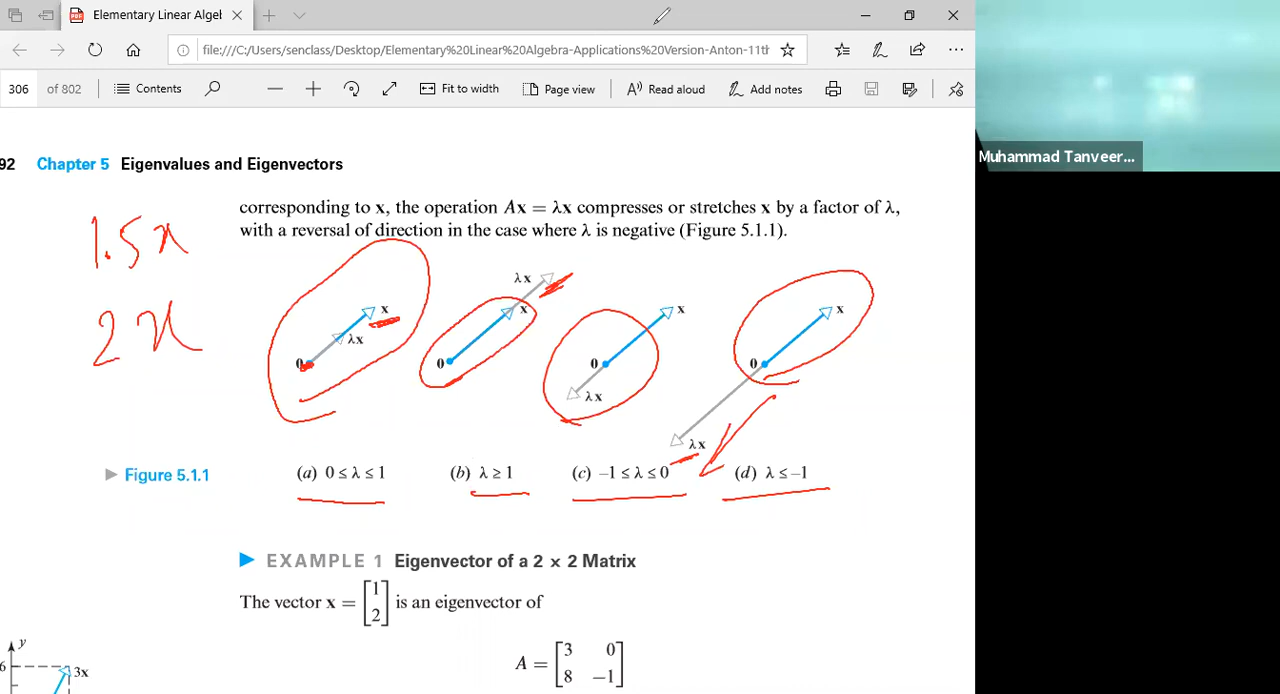 Elementary Linear Algel
file:///C:/Users/senclass/Desktop/Elementary%20Linear%20Algebra-Applications%20Version-Anton-11th
306 of 802 Contents Fit to width Page view A Read aloud Add notes
Muhammad Tanveer...
92 Chapter 5 Eigenvalues and Eigenvectors
corresponding to x, the operation Ax = λx compresses or stretches x by a factor of λ,
with a reversal of direction in the case where λ is negative (Figure 5.1.1).
1.5x
2x
0 λx x
0 x λx
0 x λx
0 x λx
Figure 5.1.1 (a) 0 ≤ λ ≤ 1 (b) λ ≥ 1 (c) –1 ≤ λ ≤ 0 (d) λ ≤ –1
EXAMPLE 1 Eigenvector of a 2 × 2 Matrix
The vector x = [1 2] is an eigenvector of
A = [3 0
8 −1]
y
6 3x